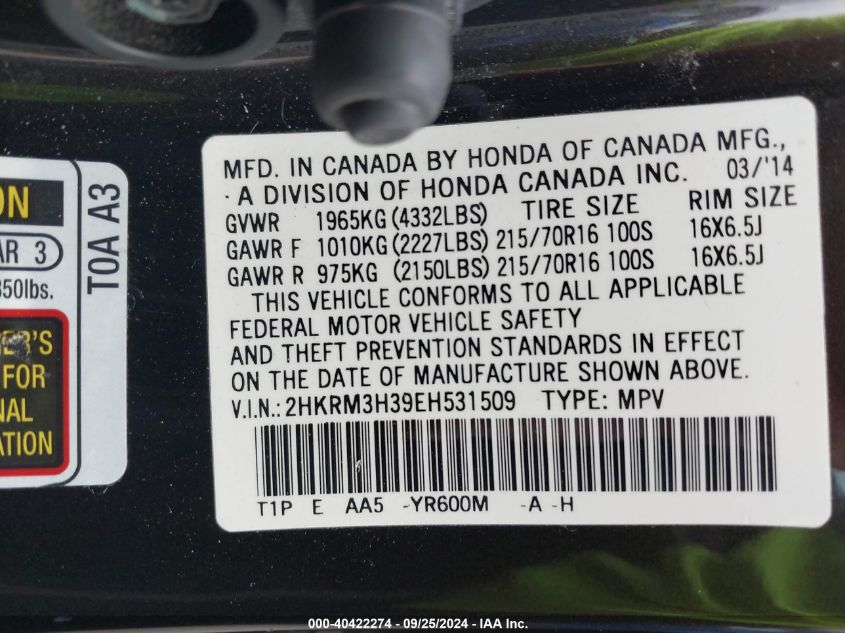 MFD. IN CANADA BY HONDA OF CANADA MFG.,
A DIVISION OF HONDA CANADA INC. 03/'14
GVWR 1965KG (4332LBS) TIRE SIZE RIM SIZE
GAWR F 1010KG (2227LBS) 215/70R16 100S 16X6.5J
GAWR R 975KG (2150LBS) 215/70R16 100S 16X6.5J
THIS VEHICLE CONFORMS TO ALL APPLICABLE
FEDERAL MOTOR VEHICLE SAFETY
AND THEFT PREVENTION STANDARDS IN EFFECT
ON THE DATE OF MANUFACTURE SHOWN ABOVE.
V.I.N.: 2HKRM3H39EH531509 TYPE: MPV
T1P E AA5 -YR600M -A -H
ON
AR 3)
850lbs.
'S
FOR
NAL
ATION
TOA A3
000-40422274 - 09/25/2024 - IAA Inc.